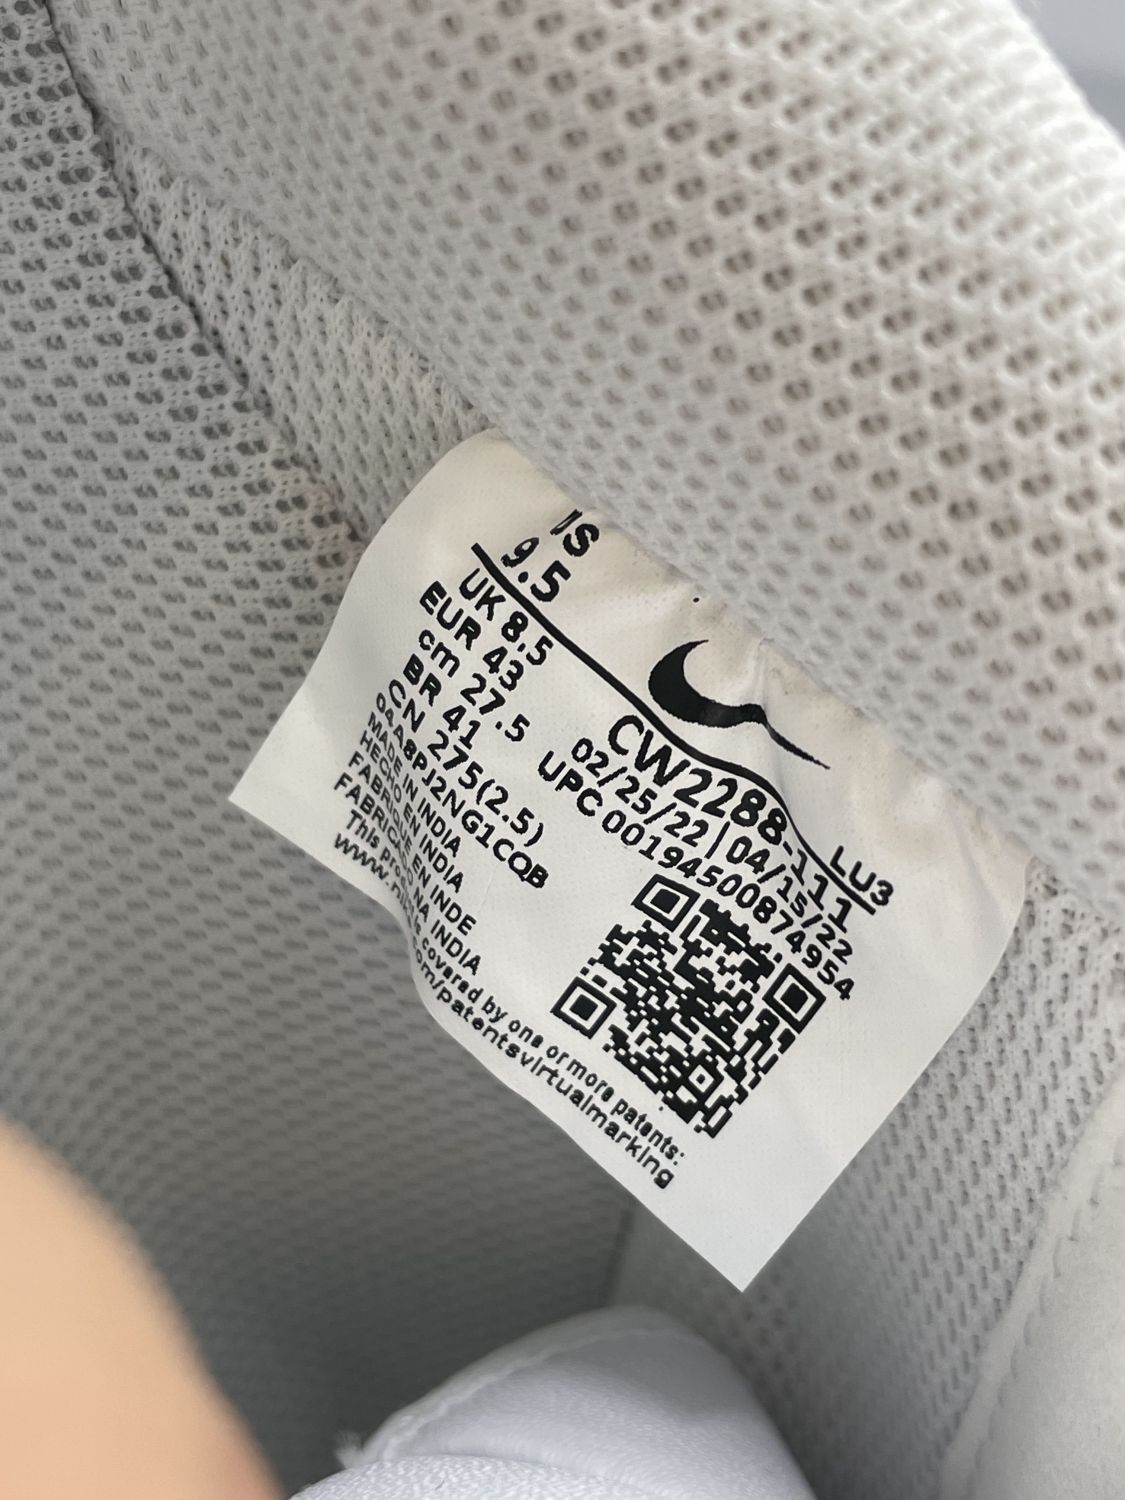 US
9.5
UK 8.5
EUR 43
cm 27.5
BR 41
CN 275(2.5)
04A8PJ2NG1CQB
MADE IN INDIA
HECHO EN INDIA
FABRIQUE EN INDE
FABRICADO NA INDIA
This product is covered by one or more patents:
www.nike.com/patentsvirtualmarking
LU3
CW2288-111
02/25/22 | 04/15/22
UPC 00194500874954